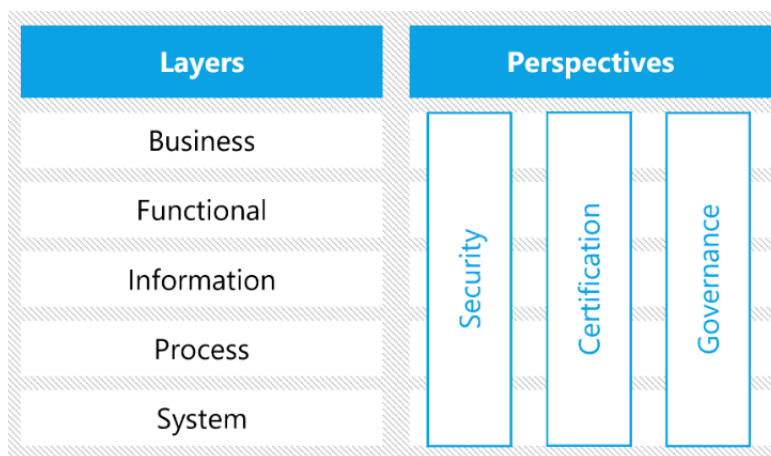 Layers
Perspectives
Business
Functional
Information
Process
System
Security
Certification
Governance